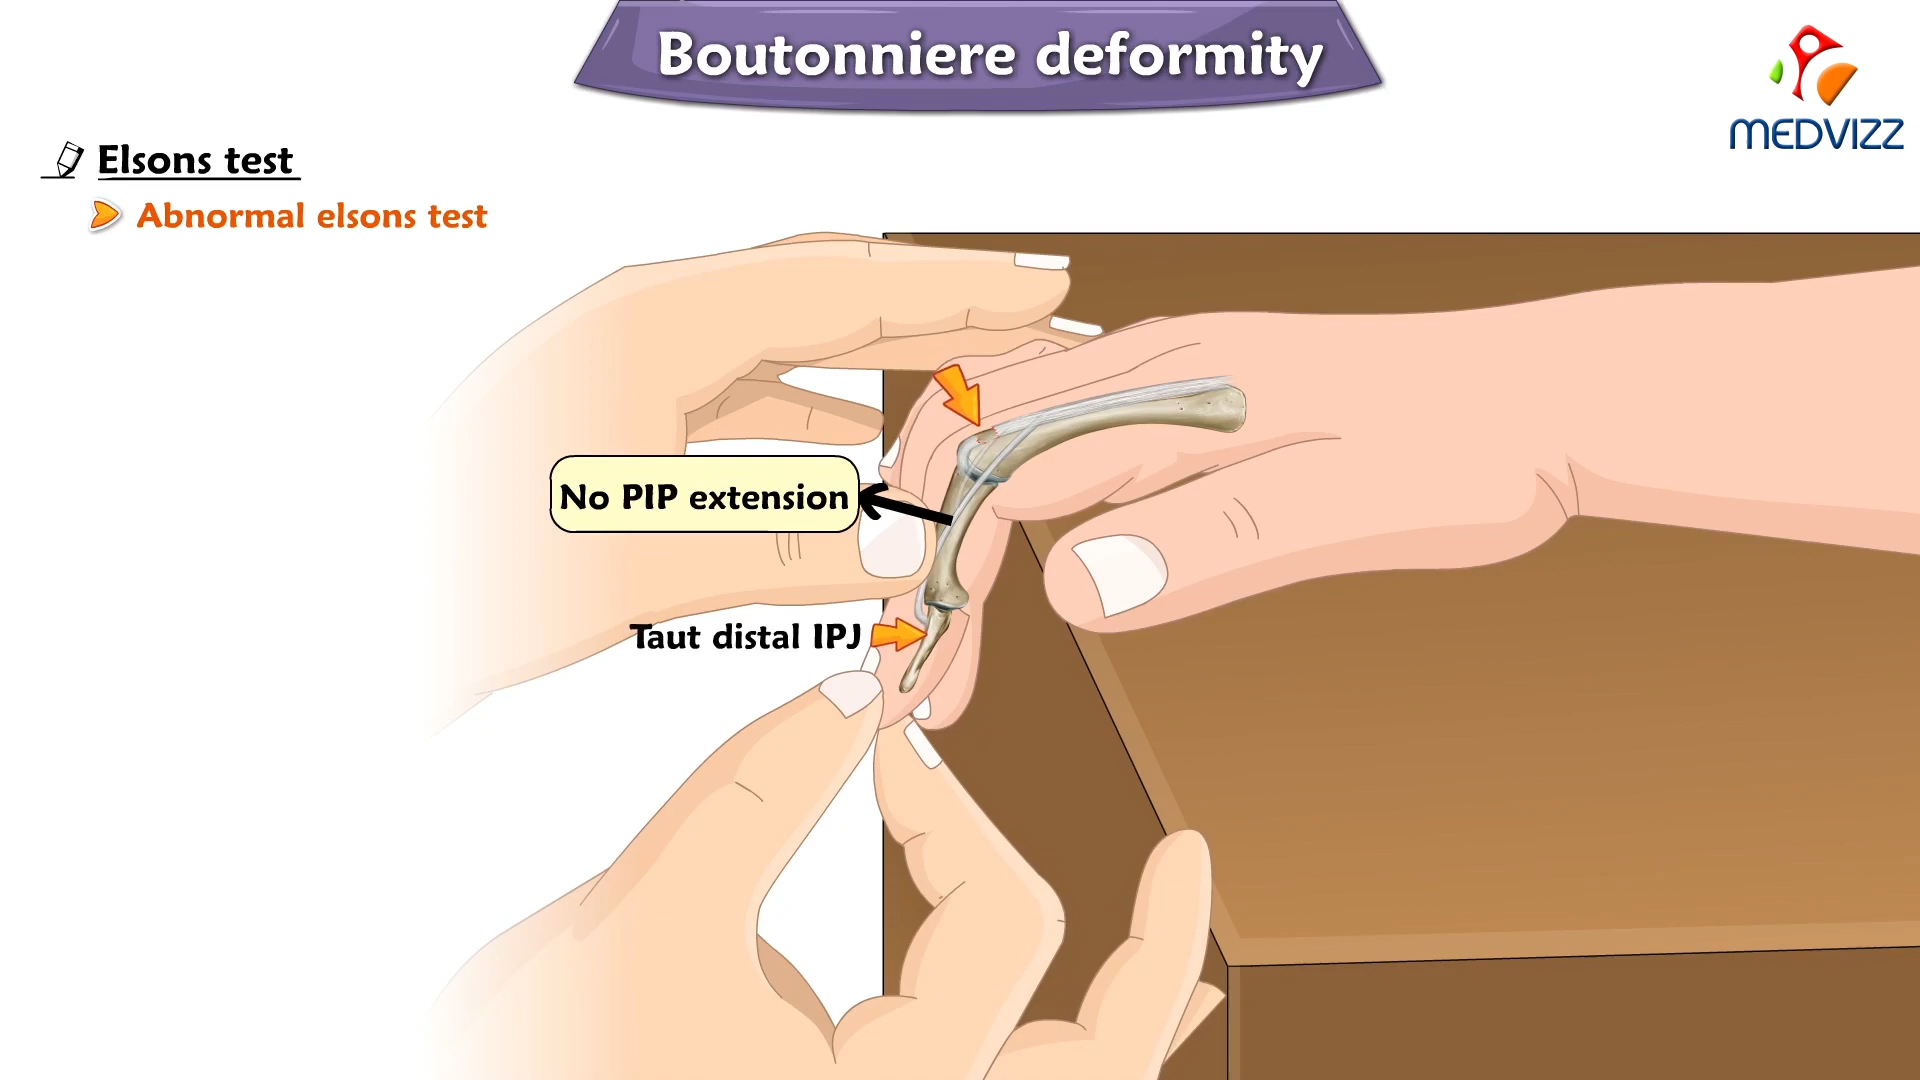 Boutonniere deformity
MEDVIZZ
Elsons test
Abnormal elsons test
No PIP extension
Taut distal IPJ